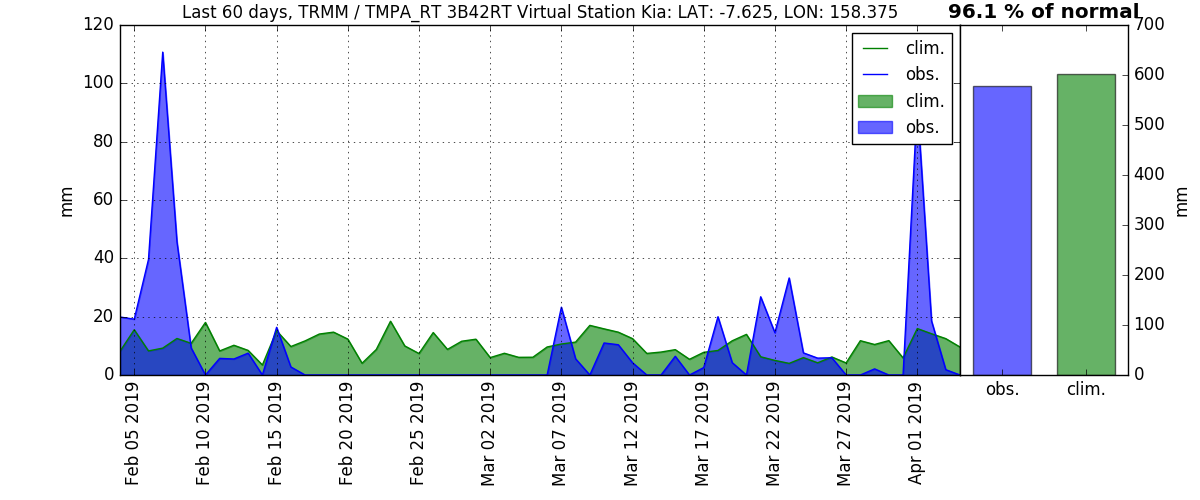 Last 60 days, TRMM / TMPA_RT 3B42RT Virtual Station Kia: LAT: -7.625, LON: 158.375
96.1 % of normal
120
100
80
60
40
20
0
mm
clim.
obs.
clim.
obs.
700
600
500
400
300
200
100
0
mm
obs.
clim.
Feb 05 2019
Feb 10 2019
Feb 15 2019
Feb 20 2019
Feb 25 2019
Mar 02 2019
Mar 07 2019
Mar 12 2019
Mar 17 2019
Mar 22 2019
Mar 27 2019
Apr 01 2019